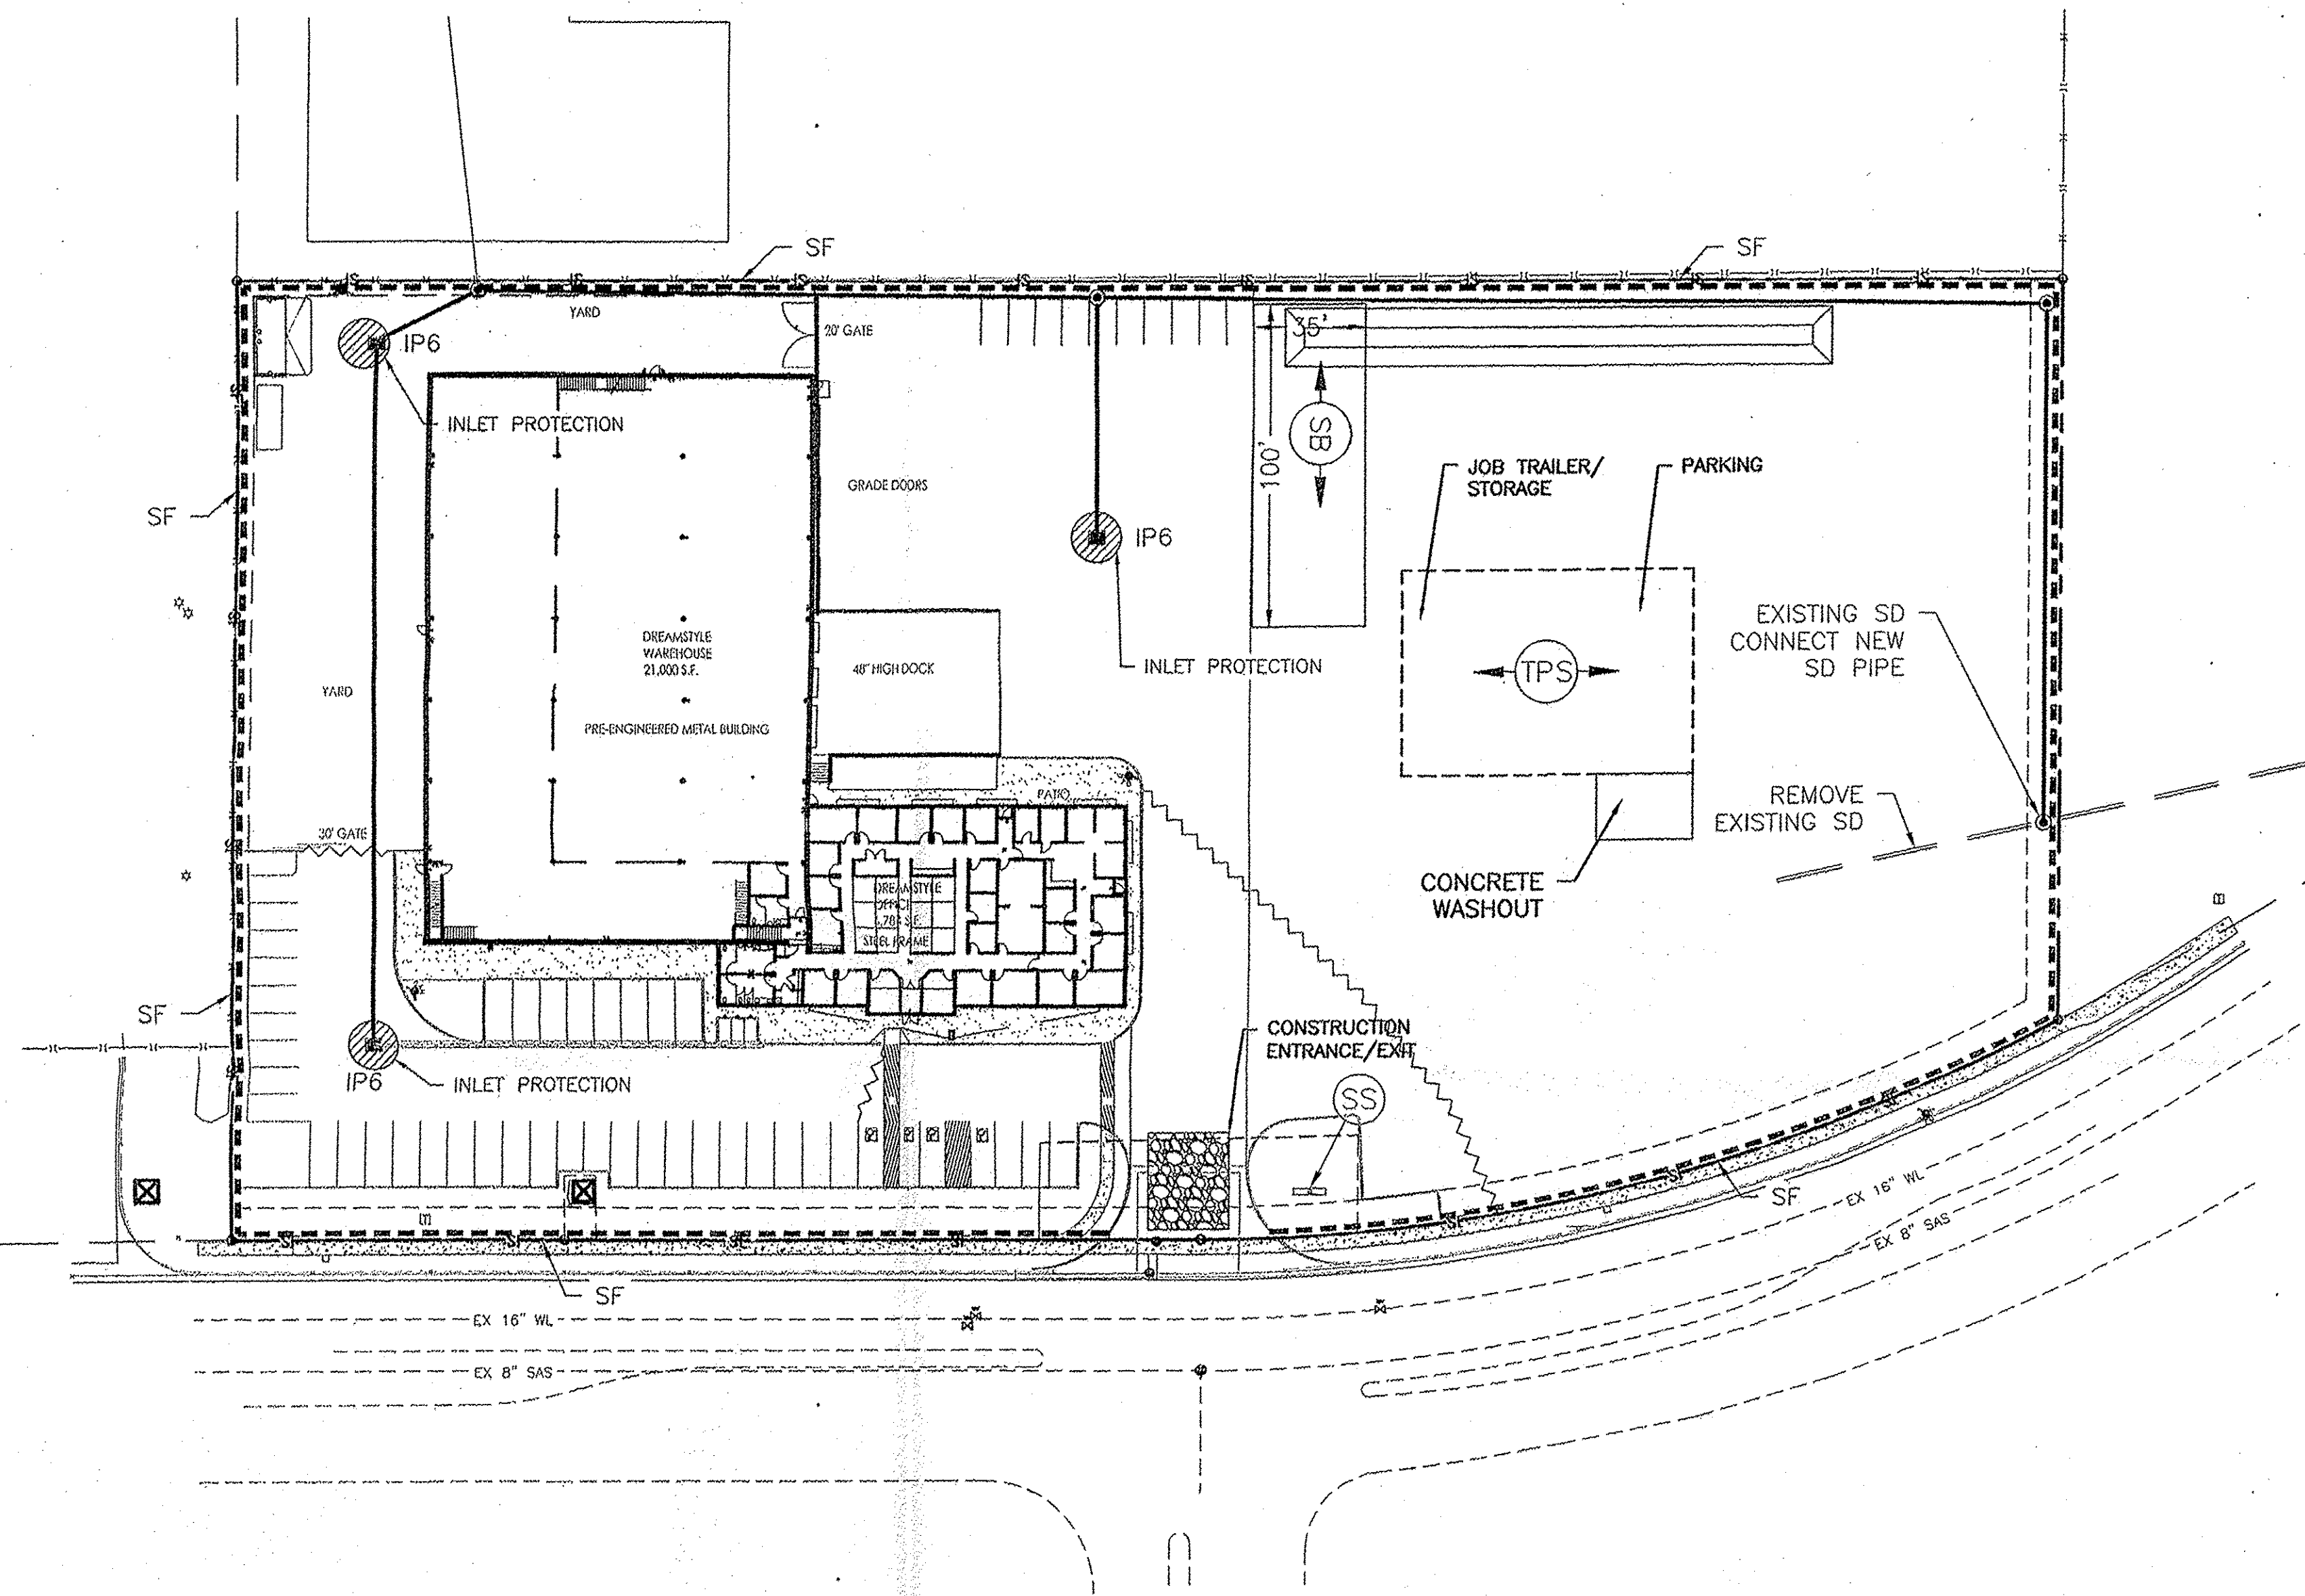 SF
SF
YARD
20' GATE
35'
IP6
INLET PROTECTION
SB
100'
JOB TRAILER/
STORAGE
PARKING
GRADE DOORS
SF
IP6
EXISTING SD
CONNECT NEW
SD PIPE
DREAMSTYLE
WAREHOUSE
21,000 S.F.
48" HIGH DOCK
INLET PROTECTION
TPS
YARD
PRE-ENGINEERED METAL BUILDING
PATIO
REMOVE
EXISTING SD
30' GATE
CONCRETE
WASHOUT
DREAMSTYLE
OFFICE
STEEL FRAME
SF
CONSTRUCTION
ENTRANCE/EXIT
IP6
INLET PROTECTION
SS
SF
EX 16" WL
EX 8" SAS
SF
EX 16" WL
EX 8" SAS